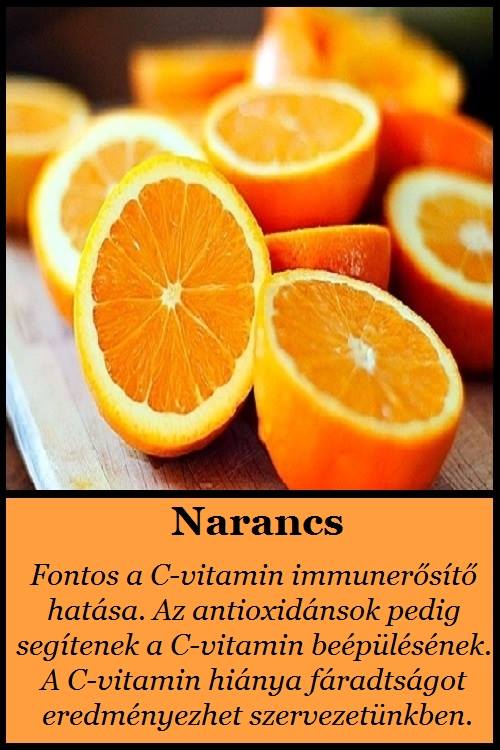 Narancs
Fontos a C-vitamin immunerősítő
hatása. Az antioxidánsok pedig
segítenek a C-vitamin beépülésének.
A C-vitamin hiánya fáradtságot
eredményezhet szervezetünkben.